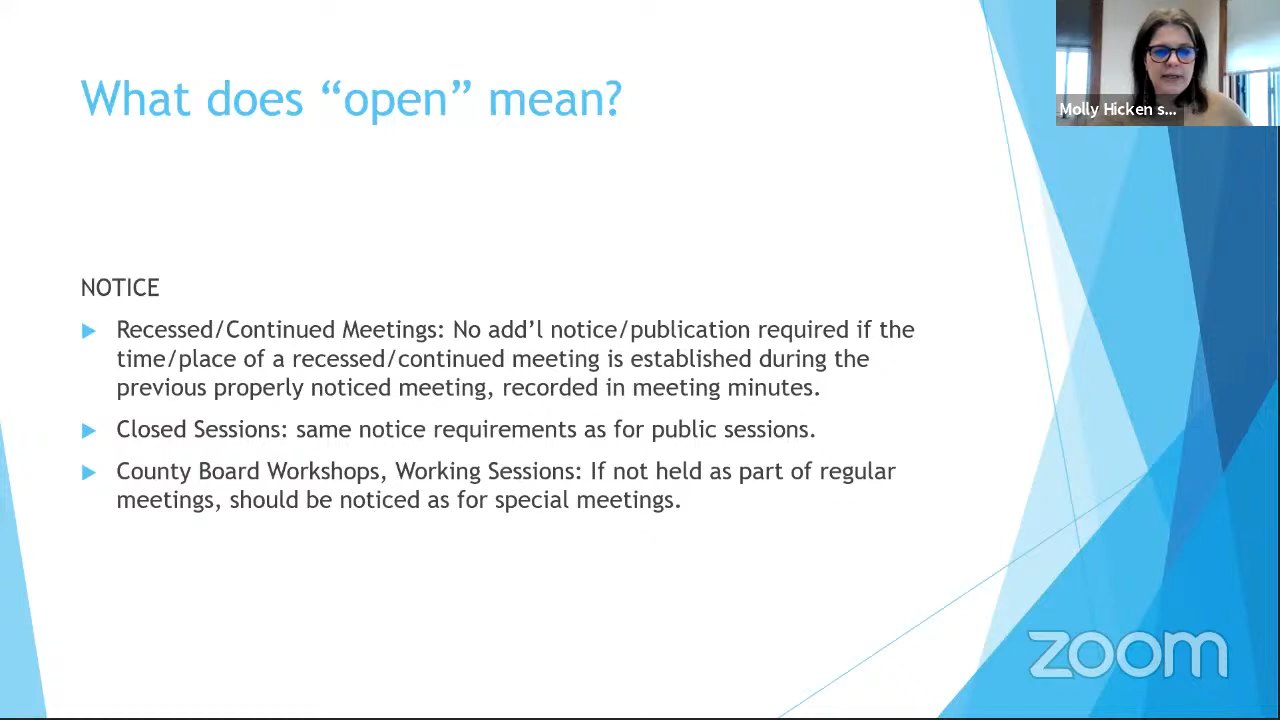 What does “open” mean?
Molly Hicken s...
NOTICE
Recessed/Continued Meetings: No add’l notice/publication required if the
time/place of a recessed/continued meeting is established during the
previous properly noticed meeting, recorded in meeting minutes.
Closed Sessions: same notice requirements as for public sessions.
County Board Workshops, Working Sessions: If not held as part of regular
meetings, should be noticed as for special meetings.
zoom